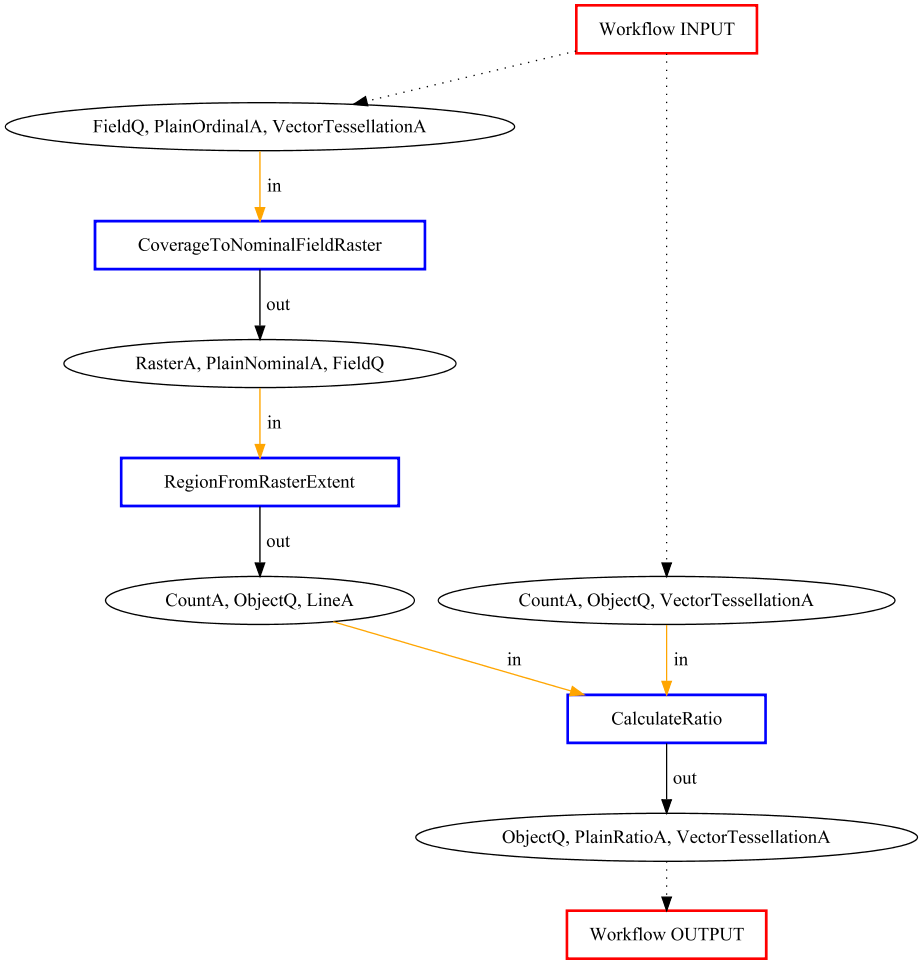 Workflow INPUT
FieldQ, PlainOrdinalA, VectorTessellationA
in
CoverageToNominalFieldRaster
out
RasterA, PlainNominalA, FieldQ
in
RegionFromRasterExtent
out
CountA, ObjectQ, LineA
CountA, ObjectQ, VectorTessellationA
in
in
CalculateRatio
out
ObjectQ, PlainRatioA, VectorTessellationA
Workflow OUTPUT